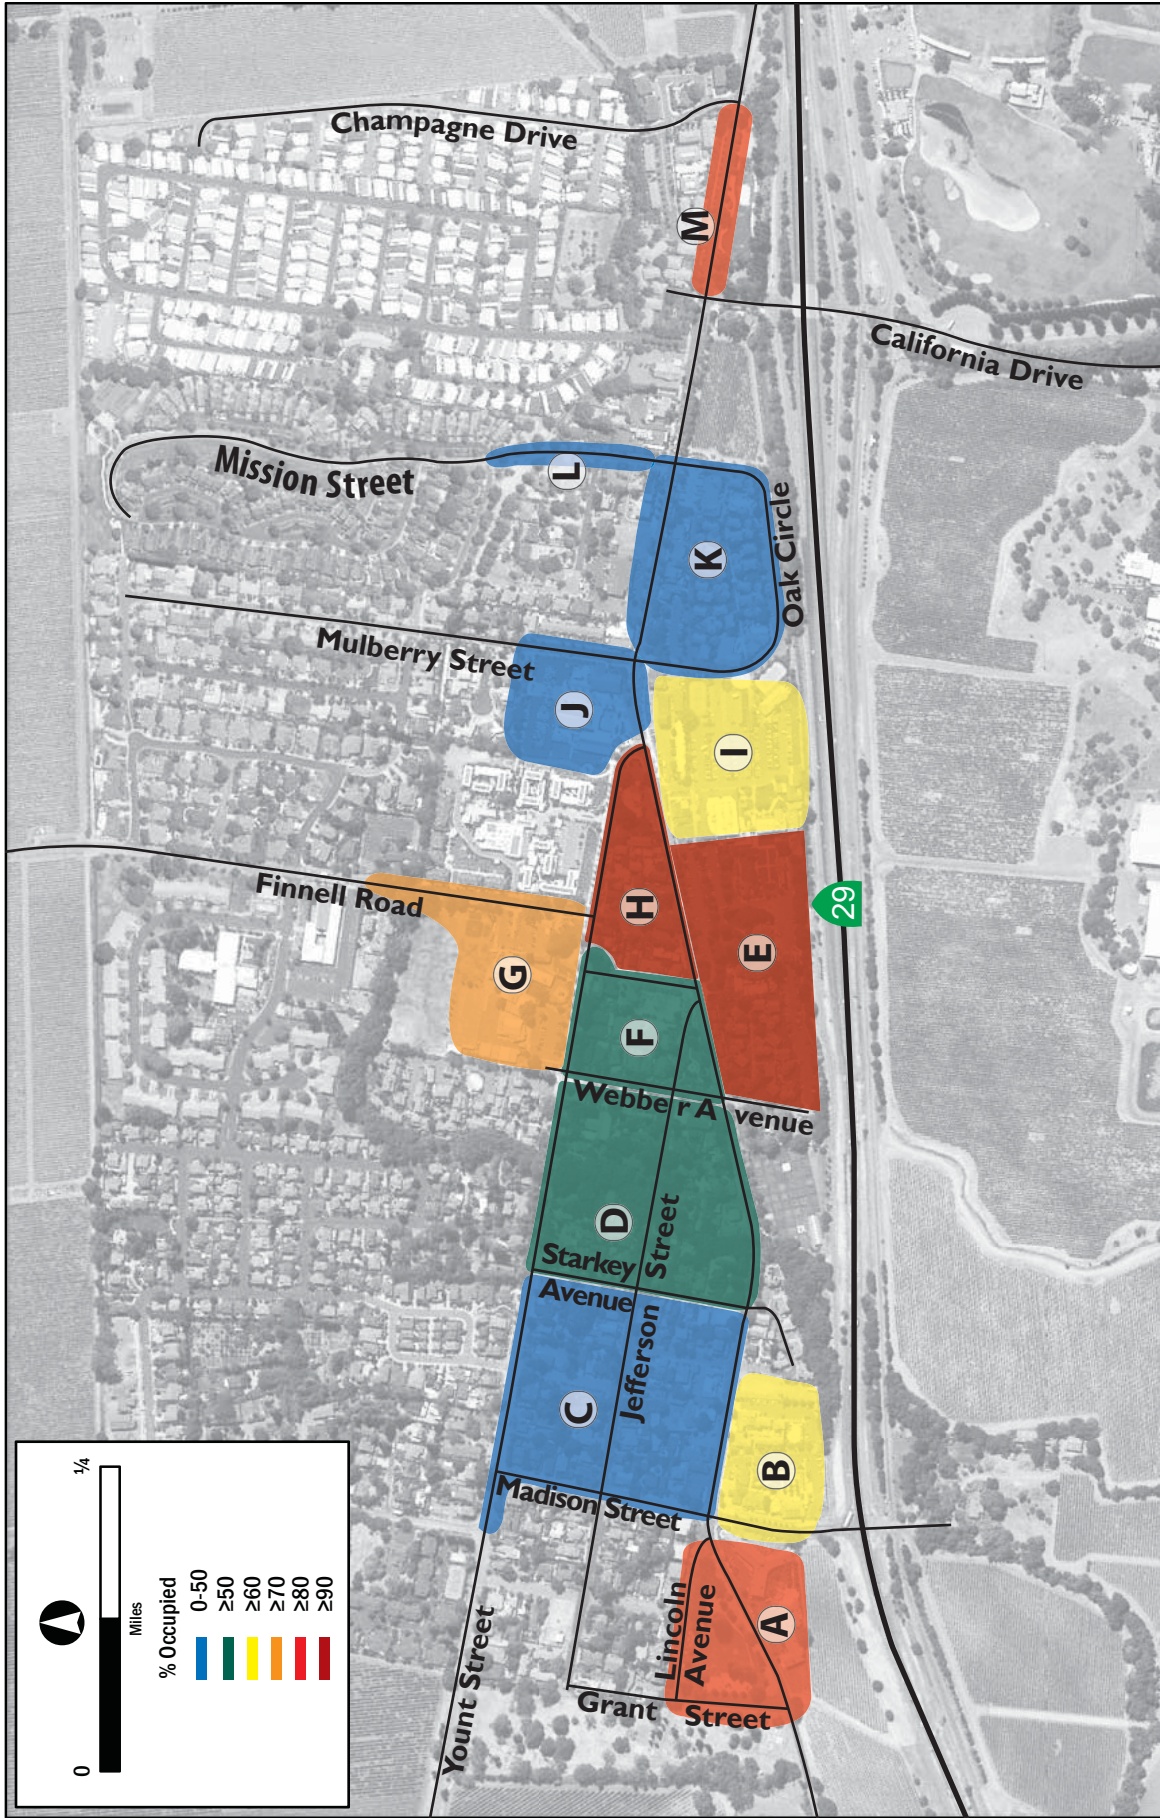 0
¼
Miles
% Occupied
0-50
≥50
≥60
≥70
≥80
≥90
Champagne Drive
M
California Drive
Mission Street
L
K
Oak Circle
Mulberry Street
J
I
Finnell Road
H
E
29
G
F
Webber Avenue
D
Starkey
Avenue
Jefferson Street
C
Madison Street
B
Yount Street
Lincoln
Avenue
A
Grant Street